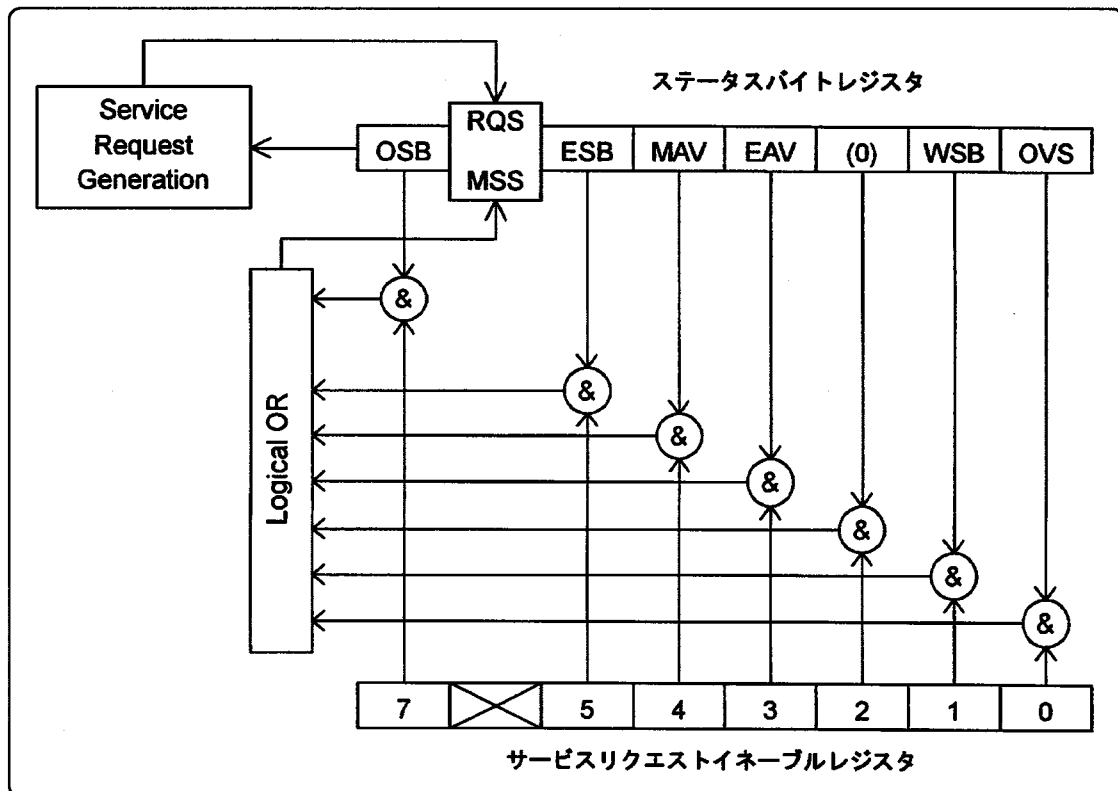 ステータスバイトレジスタ
Service
Request
Generation
OSB
RQS
MSS
ESB
MAV
EAV
(0)
WSB
OVS
Logical OR
&
&
&
&
&
&
&
7
5
4
3
2
1
0
サービスリクエストイネーブルレジスタ